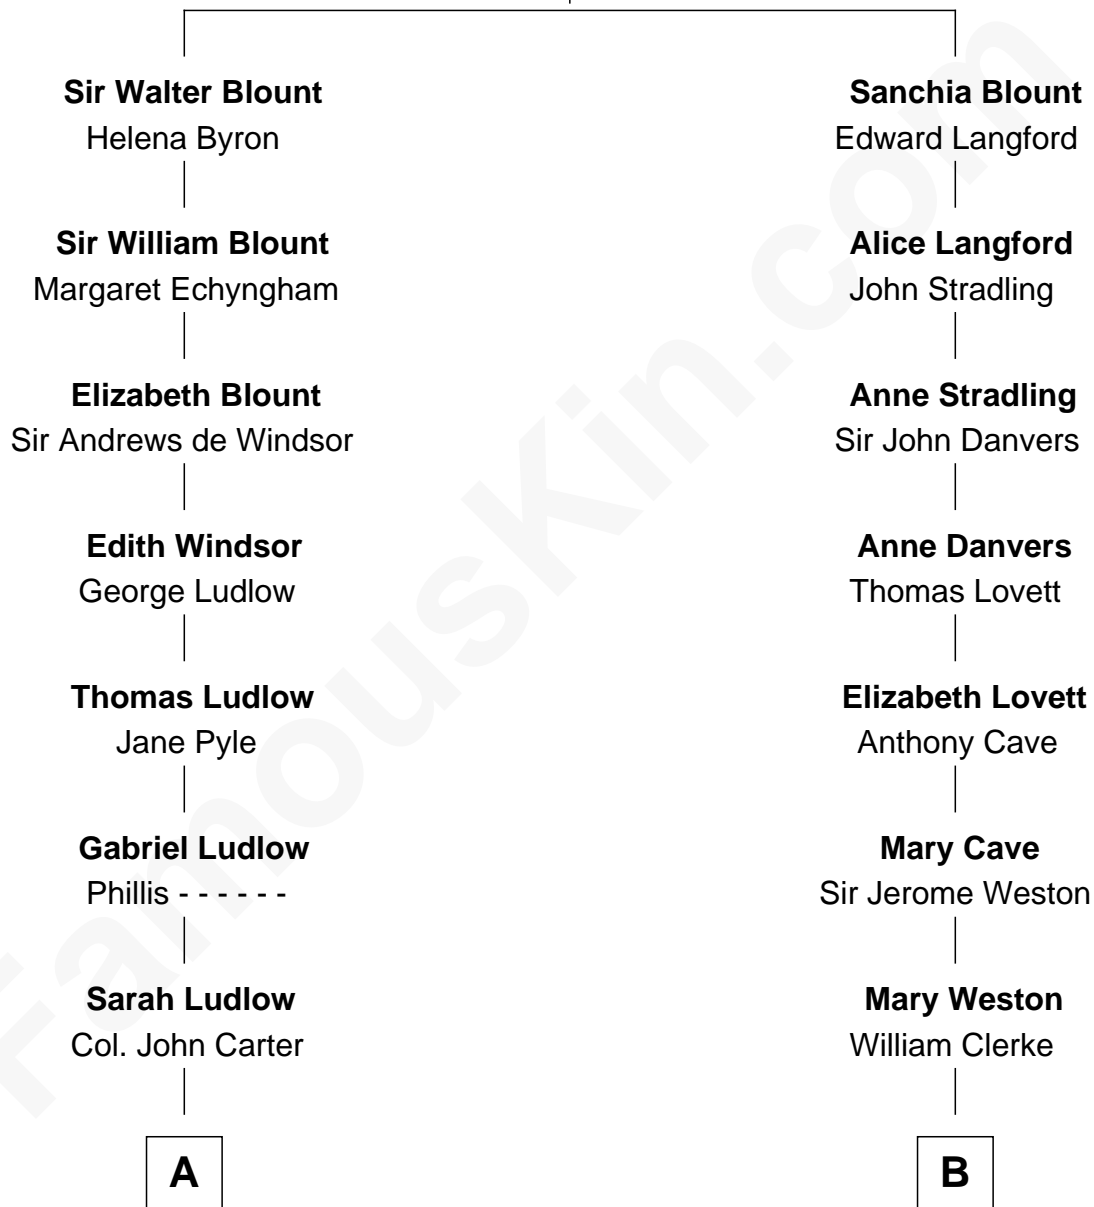 Sir Walter Blount
Helena Byron
Sir William Blount
Margaret Echyngham
Elizabeth Blount
Sir Andrews de Windsor
Edith Windsor
George Ludlow
Thomas Ludlow
Jane Pyle
Gabriel Ludlow
Phillis - - - - - -
Sarah Ludlow
Col. John Carter
A
Sanchia Blount
Edward Langford
Alice Langford
John Stradling
Anne Stradling
Sir John Danvers
Anne Danvers
Thomas Lovett
Elizabeth Lovett
Anthony Cave
Mary Cave
Sir Jerome Weston
Mary Weston
William Clerke
B
FamousKin.com